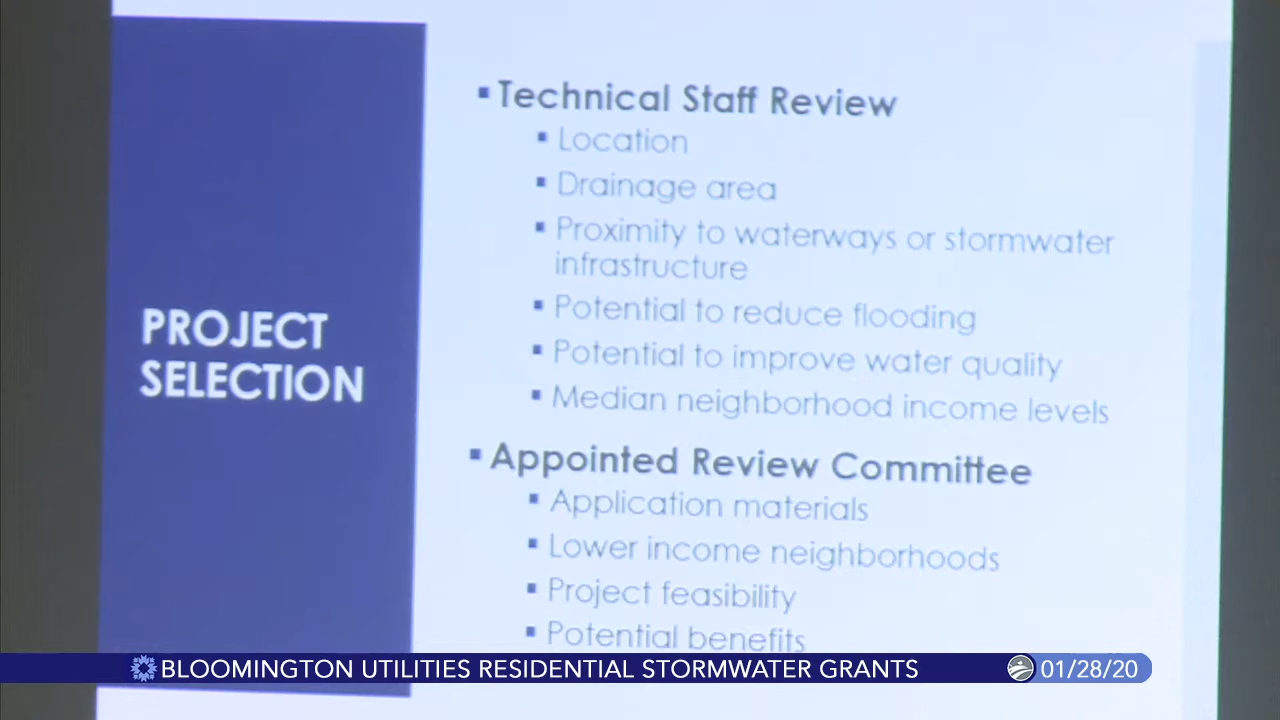 PROJECT
SELECTION
▪ Technical Staff Review
▪ Location
▪ Drainage area
▪ Proximity to waterways or stormwater
infrastructure
▪ Potential to reduce flooding
▪ Potential to improve water quality
▪ Median neighborhood income levels
▪ Appointed Review Committee
▪ Application materials
▪ Lower income neighborhoods
▪ Project feasibility
▪ Potential benefits
BLOOMINGTON UTILITIES RESIDENTIAL STORMWATER GRANTS
01/28/20